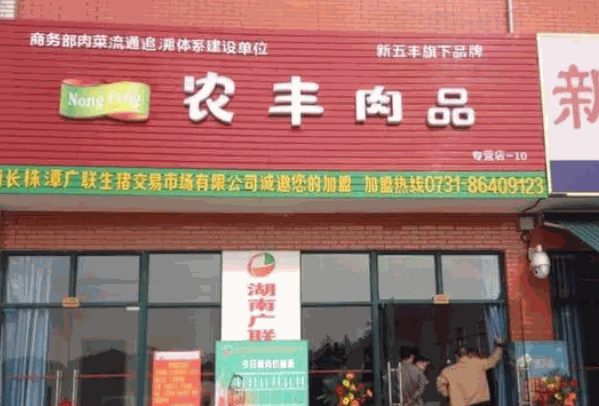 商务部肉菜流通追溯体系建设单位
新五丰旗下品牌
Nong Feng
农丰肉品
专营店-10
长株潭广联生猪交易市场有限公司诚邀您的加盟 加盟热线0731-86409123
新
湖南广联
今日猪肉价格表